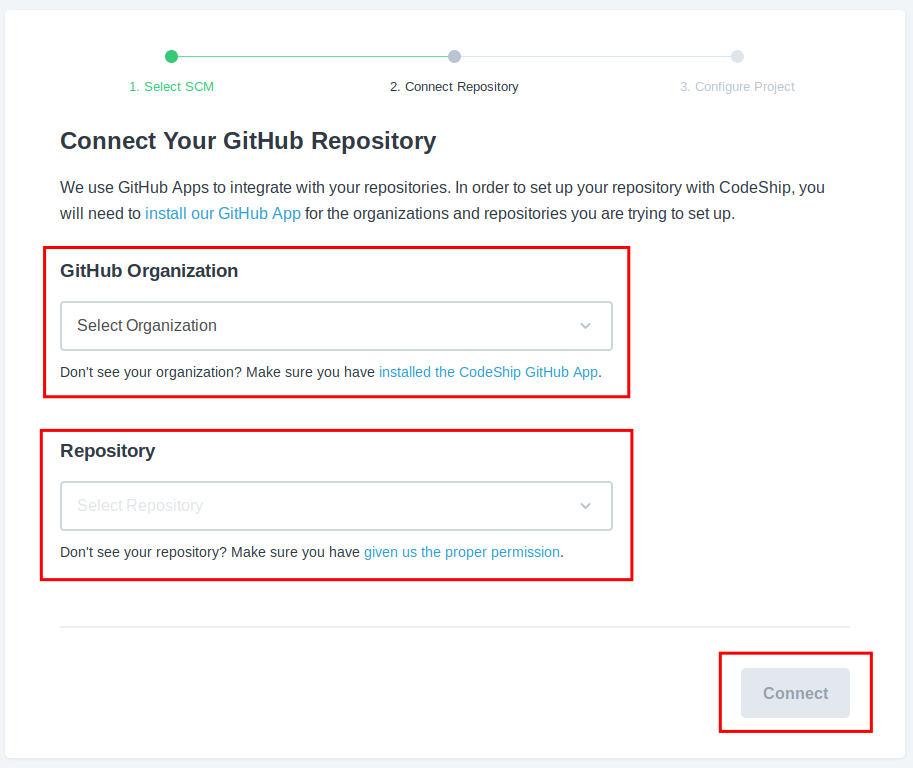 1. Select SCM
2. Connect Repository
3. Configure Project
Connect Your GitHub Repository
We use GitHub Apps to integrate with your repositories. In order to set up your repository with CodeShip, you
will need to install our GitHub App for the organizations and repositories you are trying to set up.
GitHub Organization
Select Organization
Don't see your organization? Make sure you have installed the CodeShip GitHub App.
Repository
Select Repository
Don't see your repository? Make sure you have given us the proper permission.
Connect